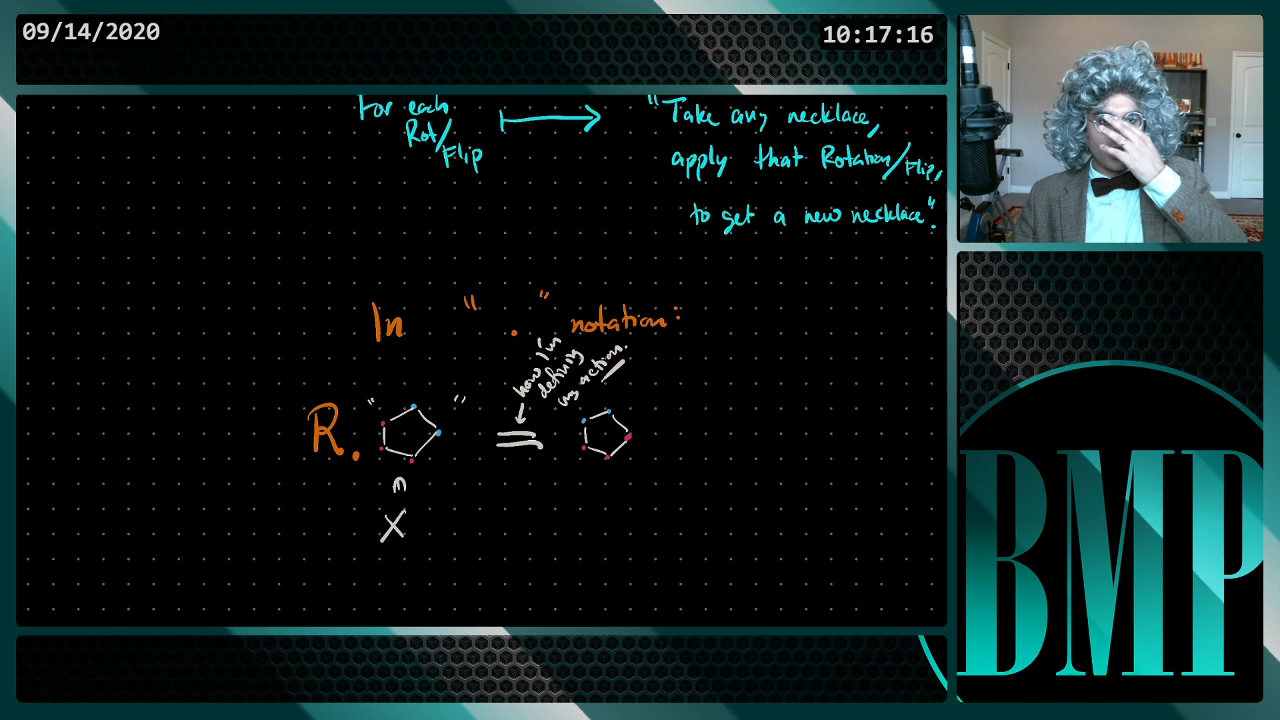 09/14/2020
10:17:16
For each
Rot/
Flip
"Take any necklace,
apply that Rotation/Flip,
to get a new necklace".
In " . " notation:
how I'm
defining
my action.
R. " " =
∩
X
BMP